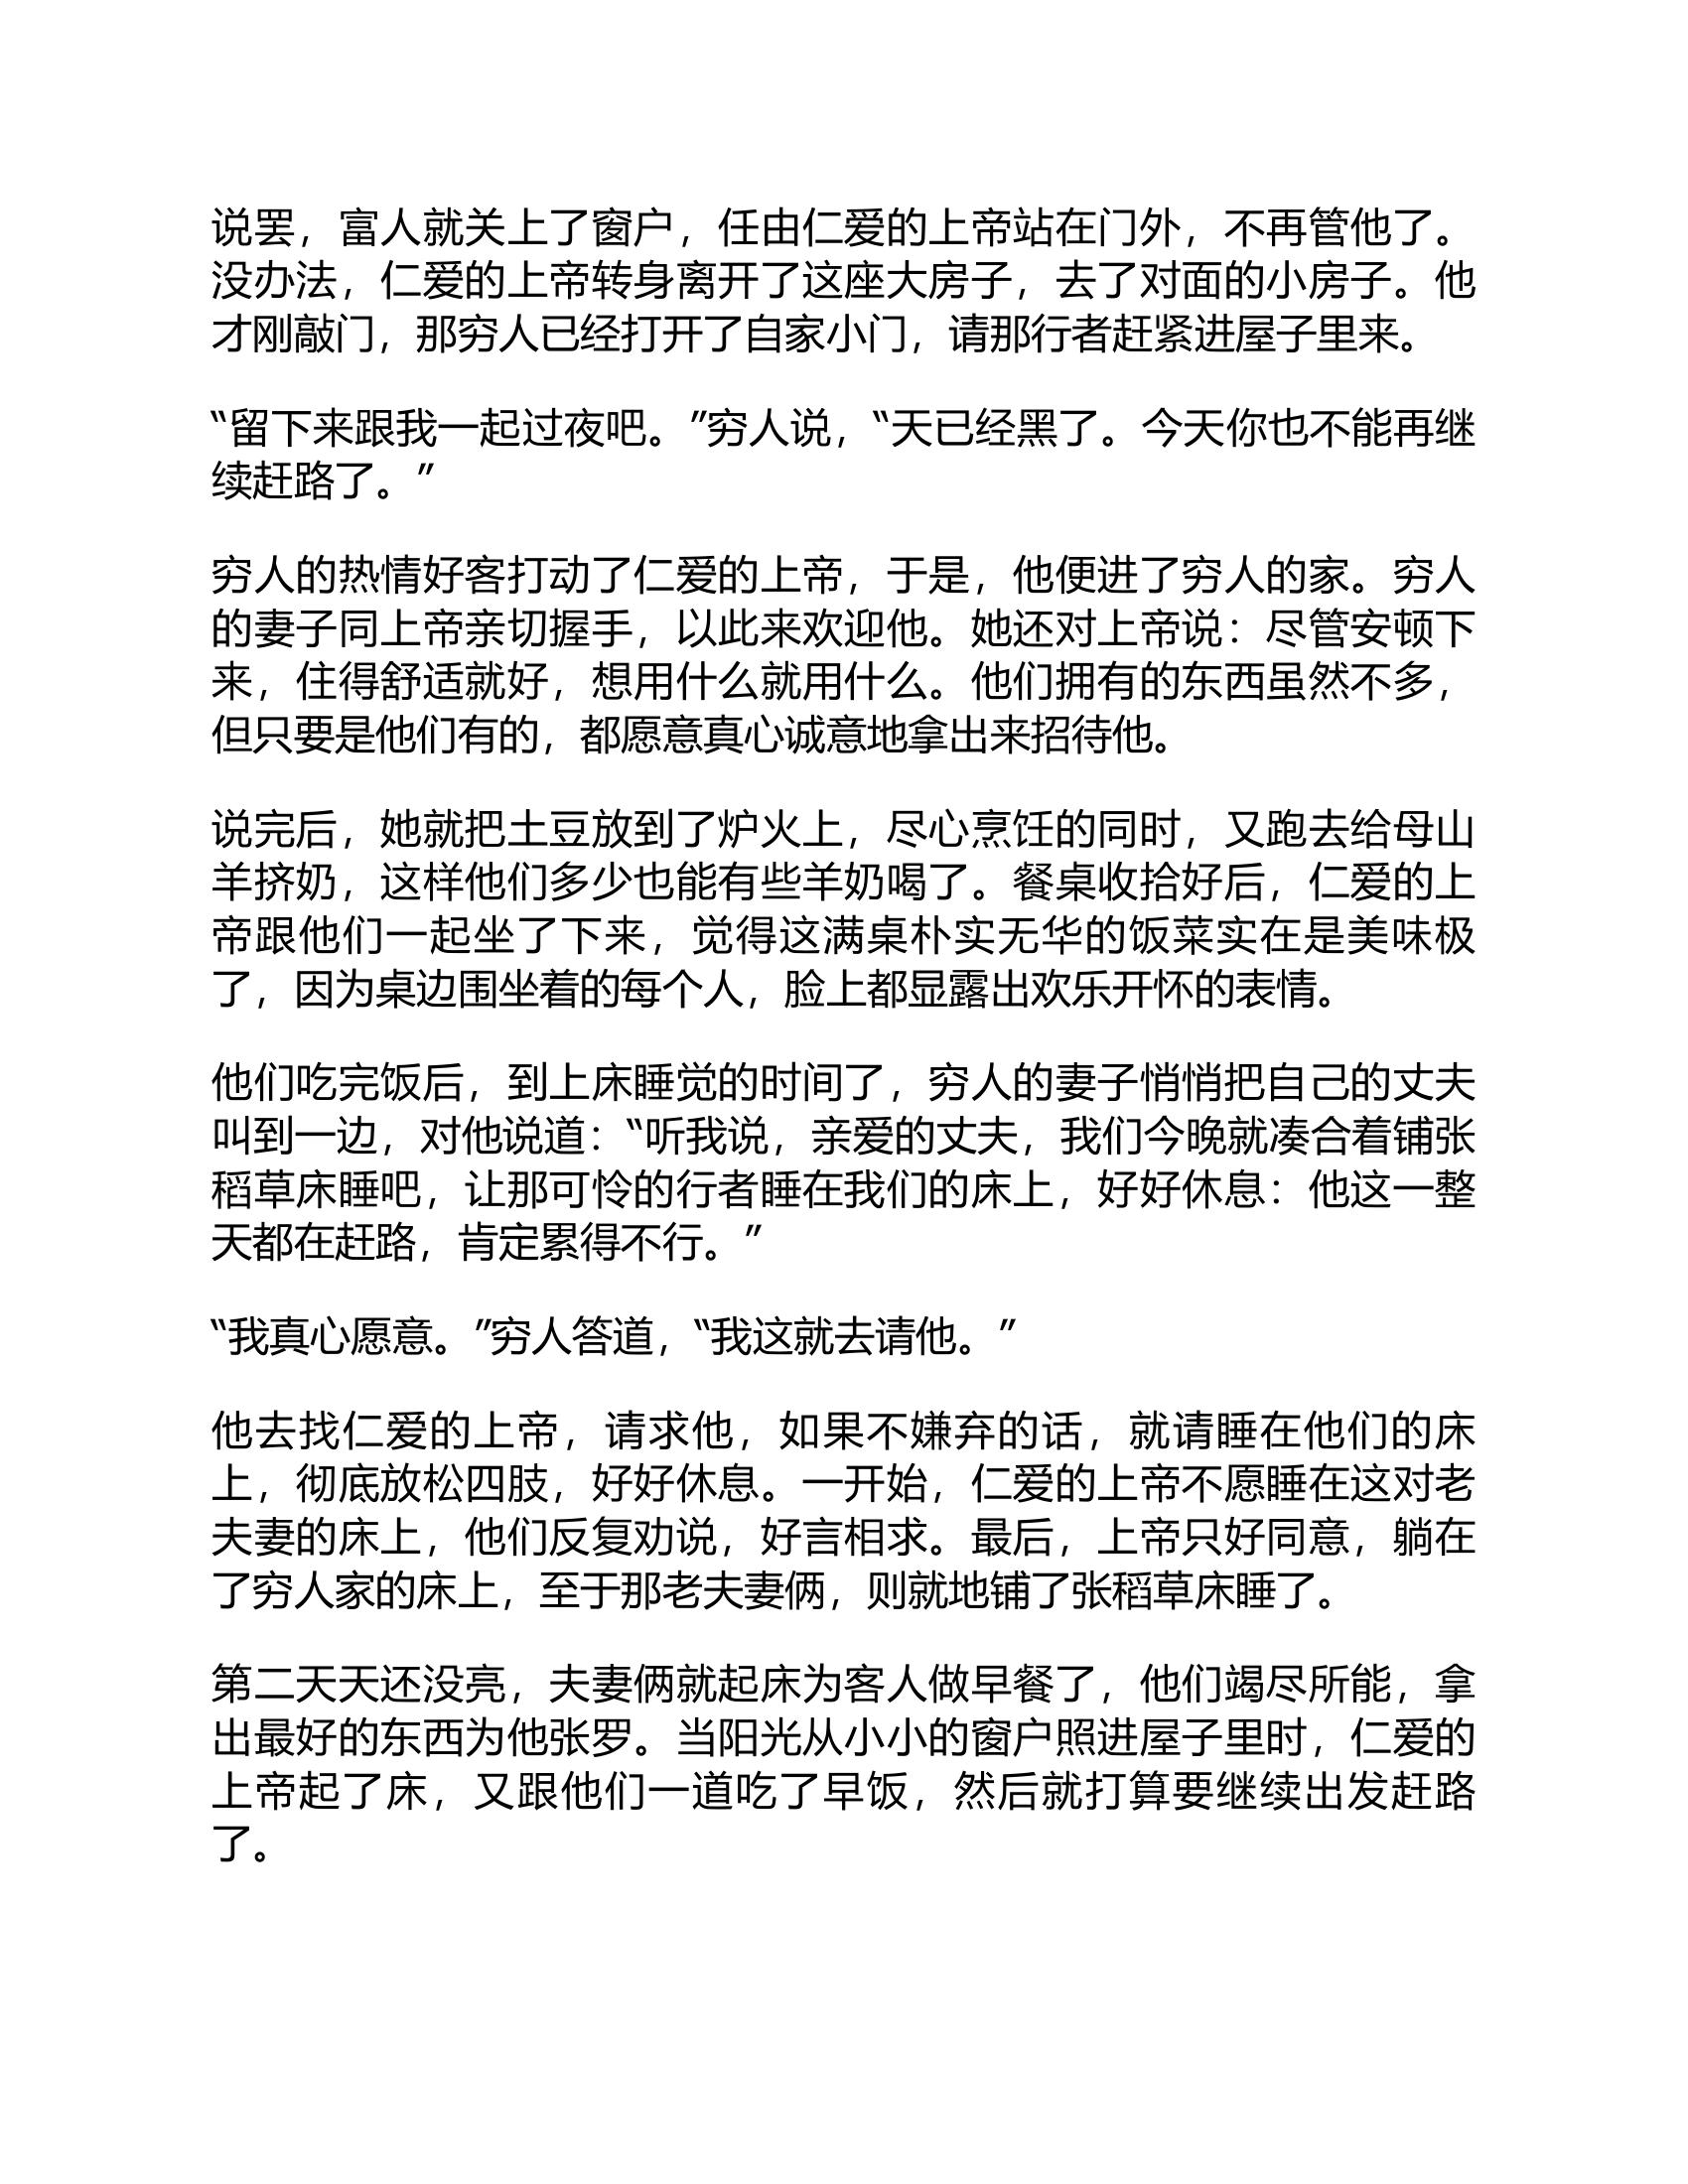 说罢，富人就关上了窗户，任由仁爱的上帝站在门外，不再管他了。
没办法，仁爱的上帝转身离开了这座大房子，去了对面的小房子。他
才刚敲门，那穷人已经打开了自家小门，请那行者赶紧进屋子里来。
“留下来跟我一起过夜吧。”穷人说，“天已经黑了。今天你也不能再继
续赶路了。”
穷人的热情好客打动了仁爱的上帝，于是，他便进了穷人的家。穷人
的妻子同上帝亲切握手，以此来欢迎他。她还对上帝说：尽管安顿下
来，住得舒适就好，想用什么就用什么。他们拥有的东西虽然不多，
但只要是他们有的，都愿意真心诚意地拿出来招待他。
说完后，她就把土豆放到了炉火上，尽心烹饪的同时，又跑去给母山
羊挤奶，这样他们多少也能有些羊奶喝了。餐桌收拾好后，仁爱的上
帝跟他们一起坐了下来，觉得这满桌朴实无华的饭菜实在是美味极
了，因为桌边围坐着的每个人，脸上都显露出欢乐开怀的表情。
他们吃完饭后，到上床睡觉的时间了，穷人的妻子悄悄把自己的丈夫
叫到一边，对他说道：“听我说，亲爱的丈夫，我们今晚就凑合着铺张
稻草床睡吧，让那可怜的行者睡在我们的床上，好好休息：他这一整
天都在赶路，肯定累得不行。”
“我真心愿意。”穷人答道，“我这就去请他。”
他去找仁爱的上帝，请求他，如果不嫌弃的话，就请睡在他们的床
上，彻底放松四肢，好好休息。一开始，仁爱的上帝不愿睡在这对老
夫妻的床上，他们反复劝说，好言相求。最后，上帝只好同意，躺在
了穷人家的床上，至于那老夫妻俩，则就地铺了张稻草床睡了。
第二天天还没亮，夫妻俩就起床为客人做早餐了，他们竭尽所能，拿
出最好的东西为他张罗。当阳光从小小的窗户照进屋子里时，仁爱的
上帝起了床，又跟他们一道吃了早饭，然后就打算要继续出发赶路
了。